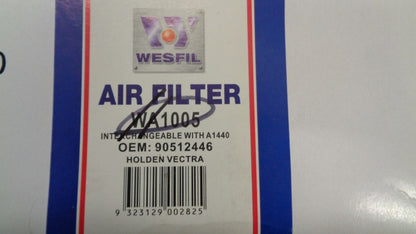 WESFIL
AIR FILTER
WA1005
INTERCHANGEABLE WITH A1440
OEM: 90512446
HOLDEN VECTRA
9 323129 002825